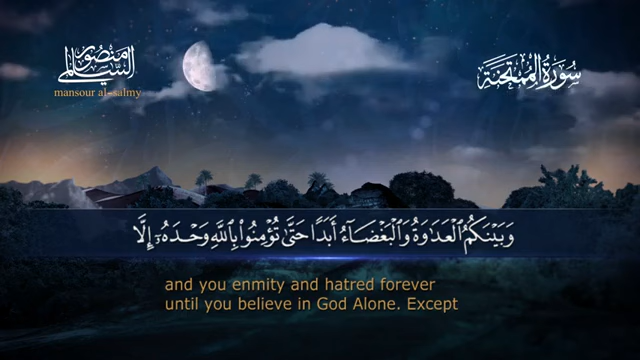 منصور السالمي
mansour al-salmy
سورة الممتحنة
وَبَيْنَكُمُ ٱلْعَدَٰوَةُ وَٱلْبَغْضَآءُ أَبَدًا حَتَّىٰ تُؤْمِنُوا۟ بِٱللَّهِ وَحْدَهُۥٓ إِلَّا
and you enmity and hatred forever
until you believe in God Alone. Except